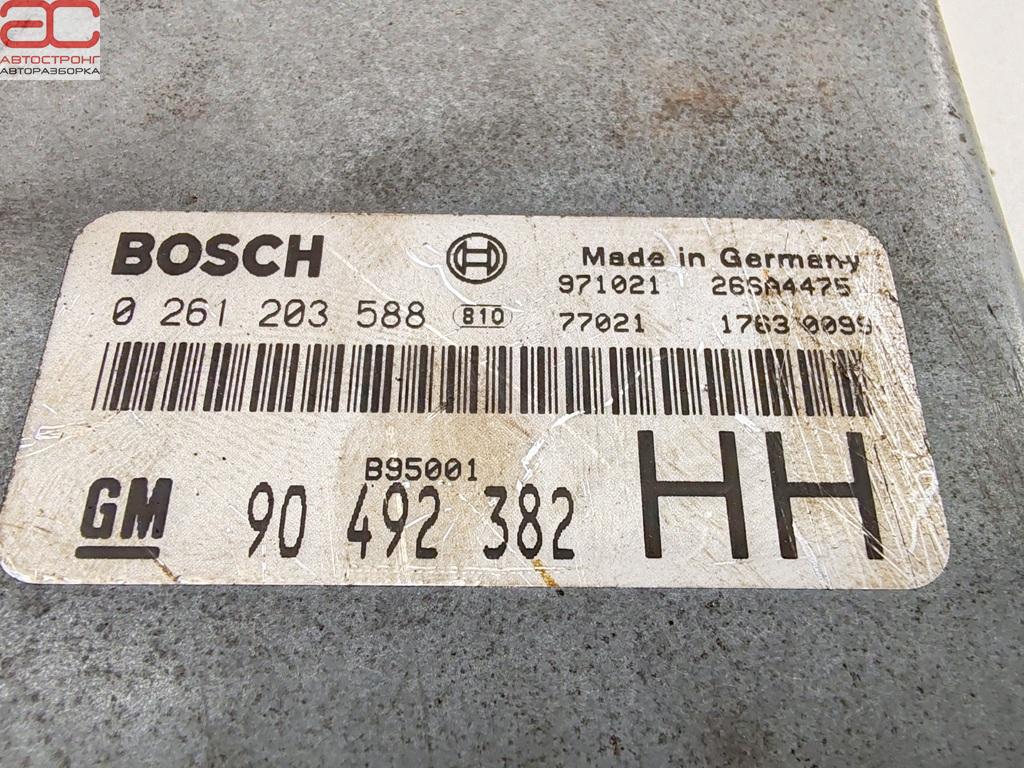 ac
АВТОСТРОНГ
АВТОРАЗБОРКА
BOSCH
Made in Germany
971021 26SA4475
0 261 203 588 810
77021 1763 0099
B95001
GM 90 492 382 HH